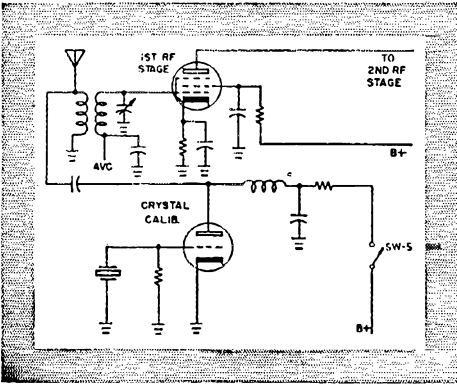 1ST RF
STAGE
TO
2ND RF
STAGE
B+
AVC
C
CRYSTAL
CALIB.
SW-5
B+